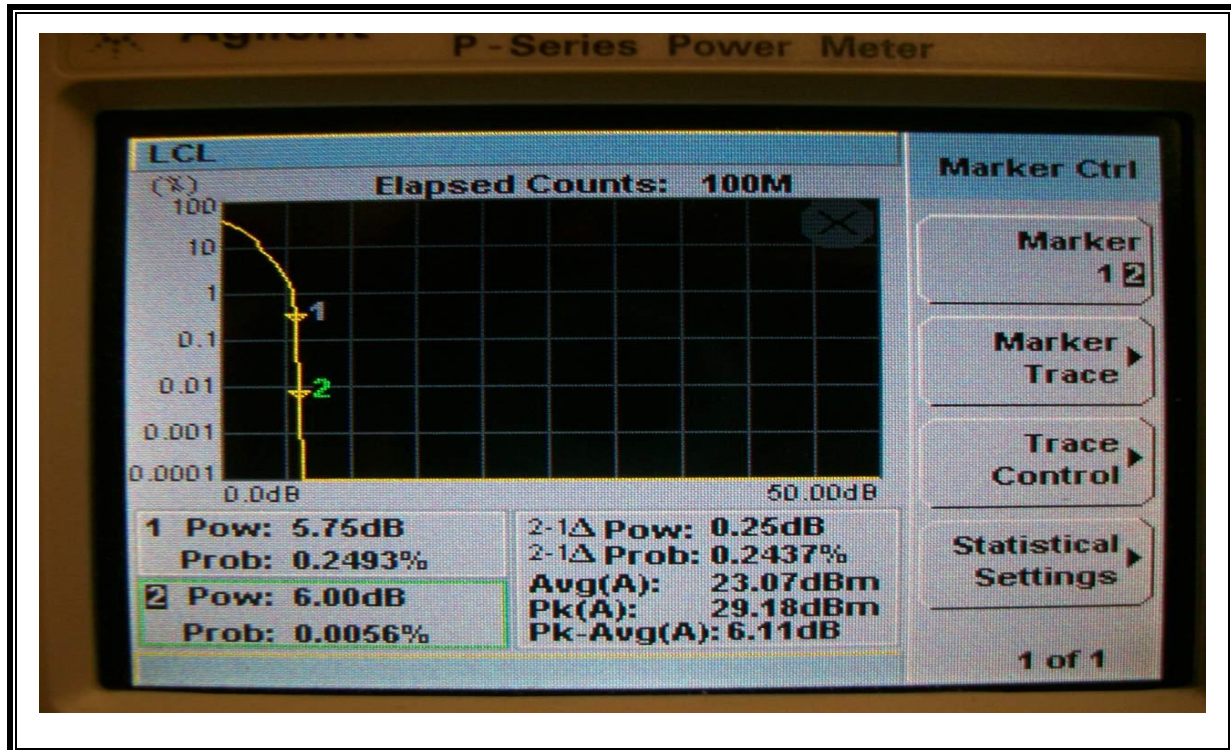 Agilent P-Series Power Meter
LCL
(%) Elapsed Counts: 100M
100
10
1
0.1
0.01
0.001
0.0001
1
2
0.0dB 50.00dB
1 Pow: 5.75dB
Prob: 0.2493%
2 Pow: 6.00dB
Prob: 0.0056%
2-1Δ Pow: 0.25dB
2-1Δ Prob: 0.2437%
Avg(A): 23.07dBm
Pk(A): 29.18dBm
Pk-Avg(A): 6.11dB
Marker Ctrl
Marker
1 2
Marker
Trace
Trace
Control
Statistical
Settings
1 of 1